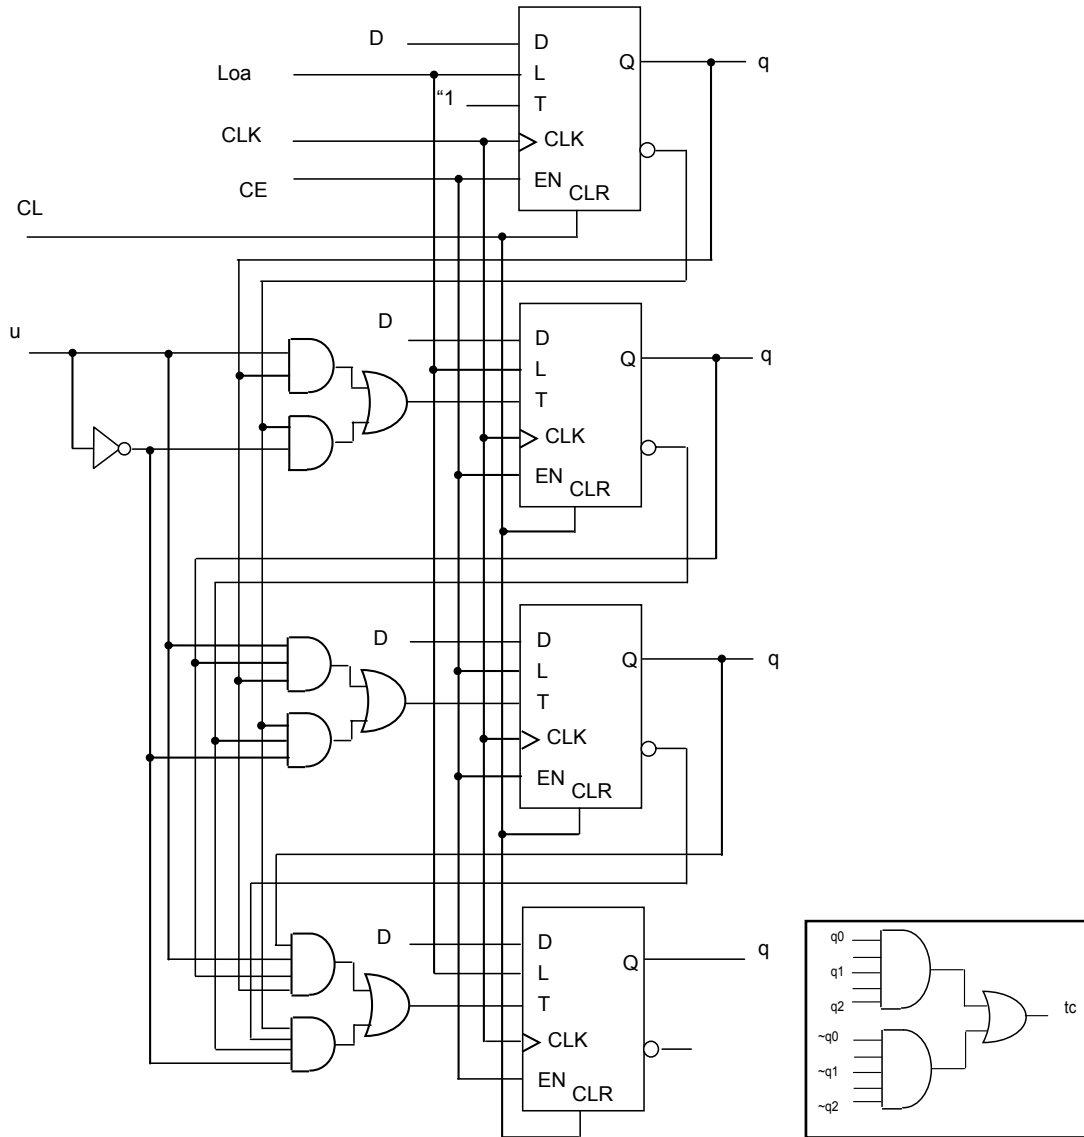 D
D
Q
q
Loa
L
“1
T
CLK
CLK
CE
EN
CLR
CL
u
D
D
Q
q
L
T
CLK
EN
CLR
D
D
Q
q
L
T
CLK
EN
CLR
D
D
Q
q
L
T
CLK
EN
CLR
q0
q1
q2
tc
~q0
~q1
~q2